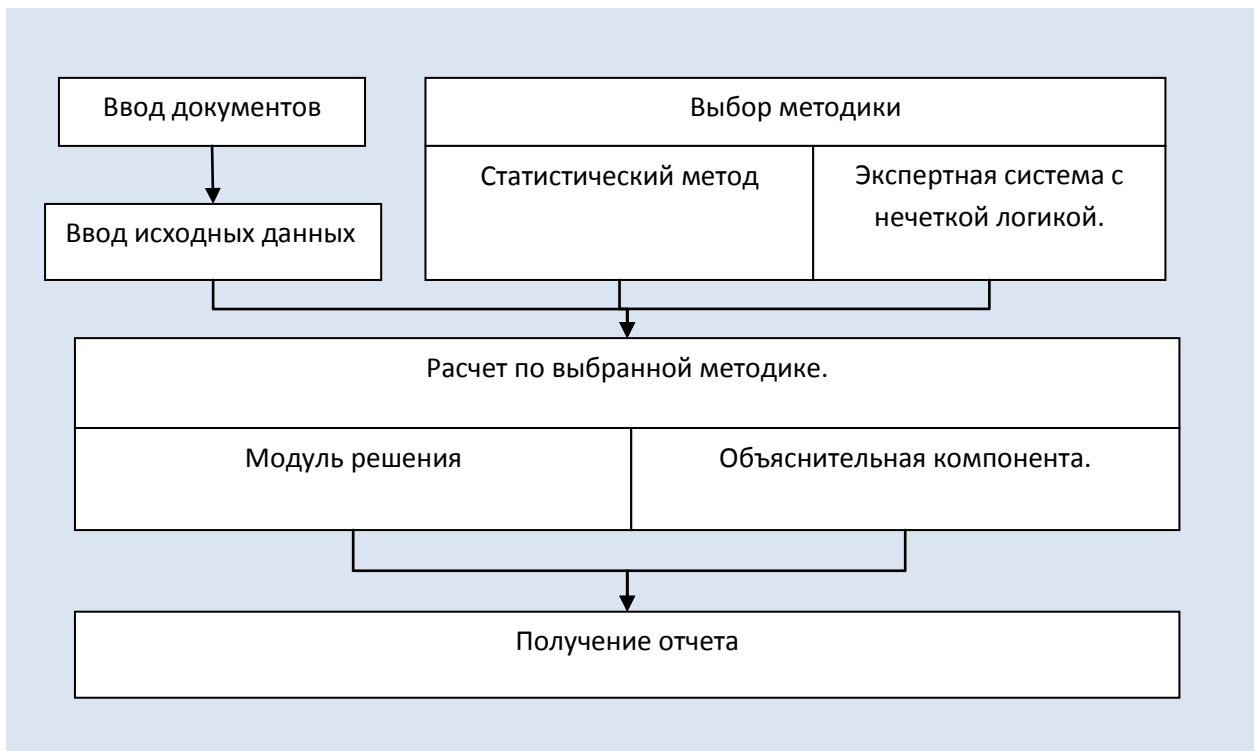 Ввод документов
Ввод исходных данных
Выбор методики
Статистический метод
Экспертная система с
нечеткой логикой.
Расчет по выбранной методике.
Модуль решения
Объяснительная компонента.
Получение отчета